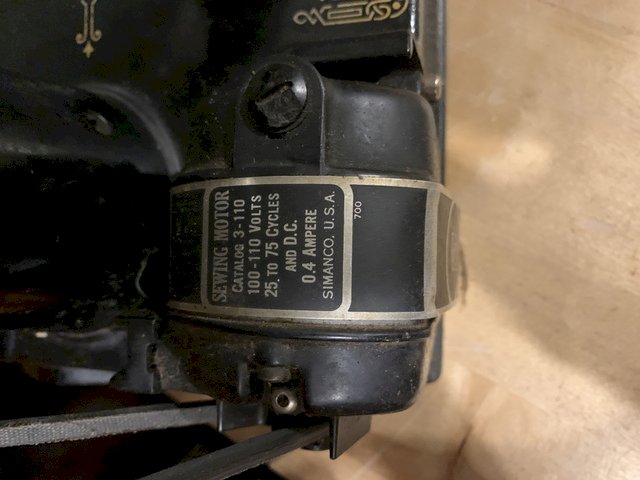 SEWING MOTOR
CATALOG 3-110
100-110 VOLTS
25 TO 75 CYCLES
AND D.C.
0.4 AMPERE
SIMANCO, U.S.A.
700